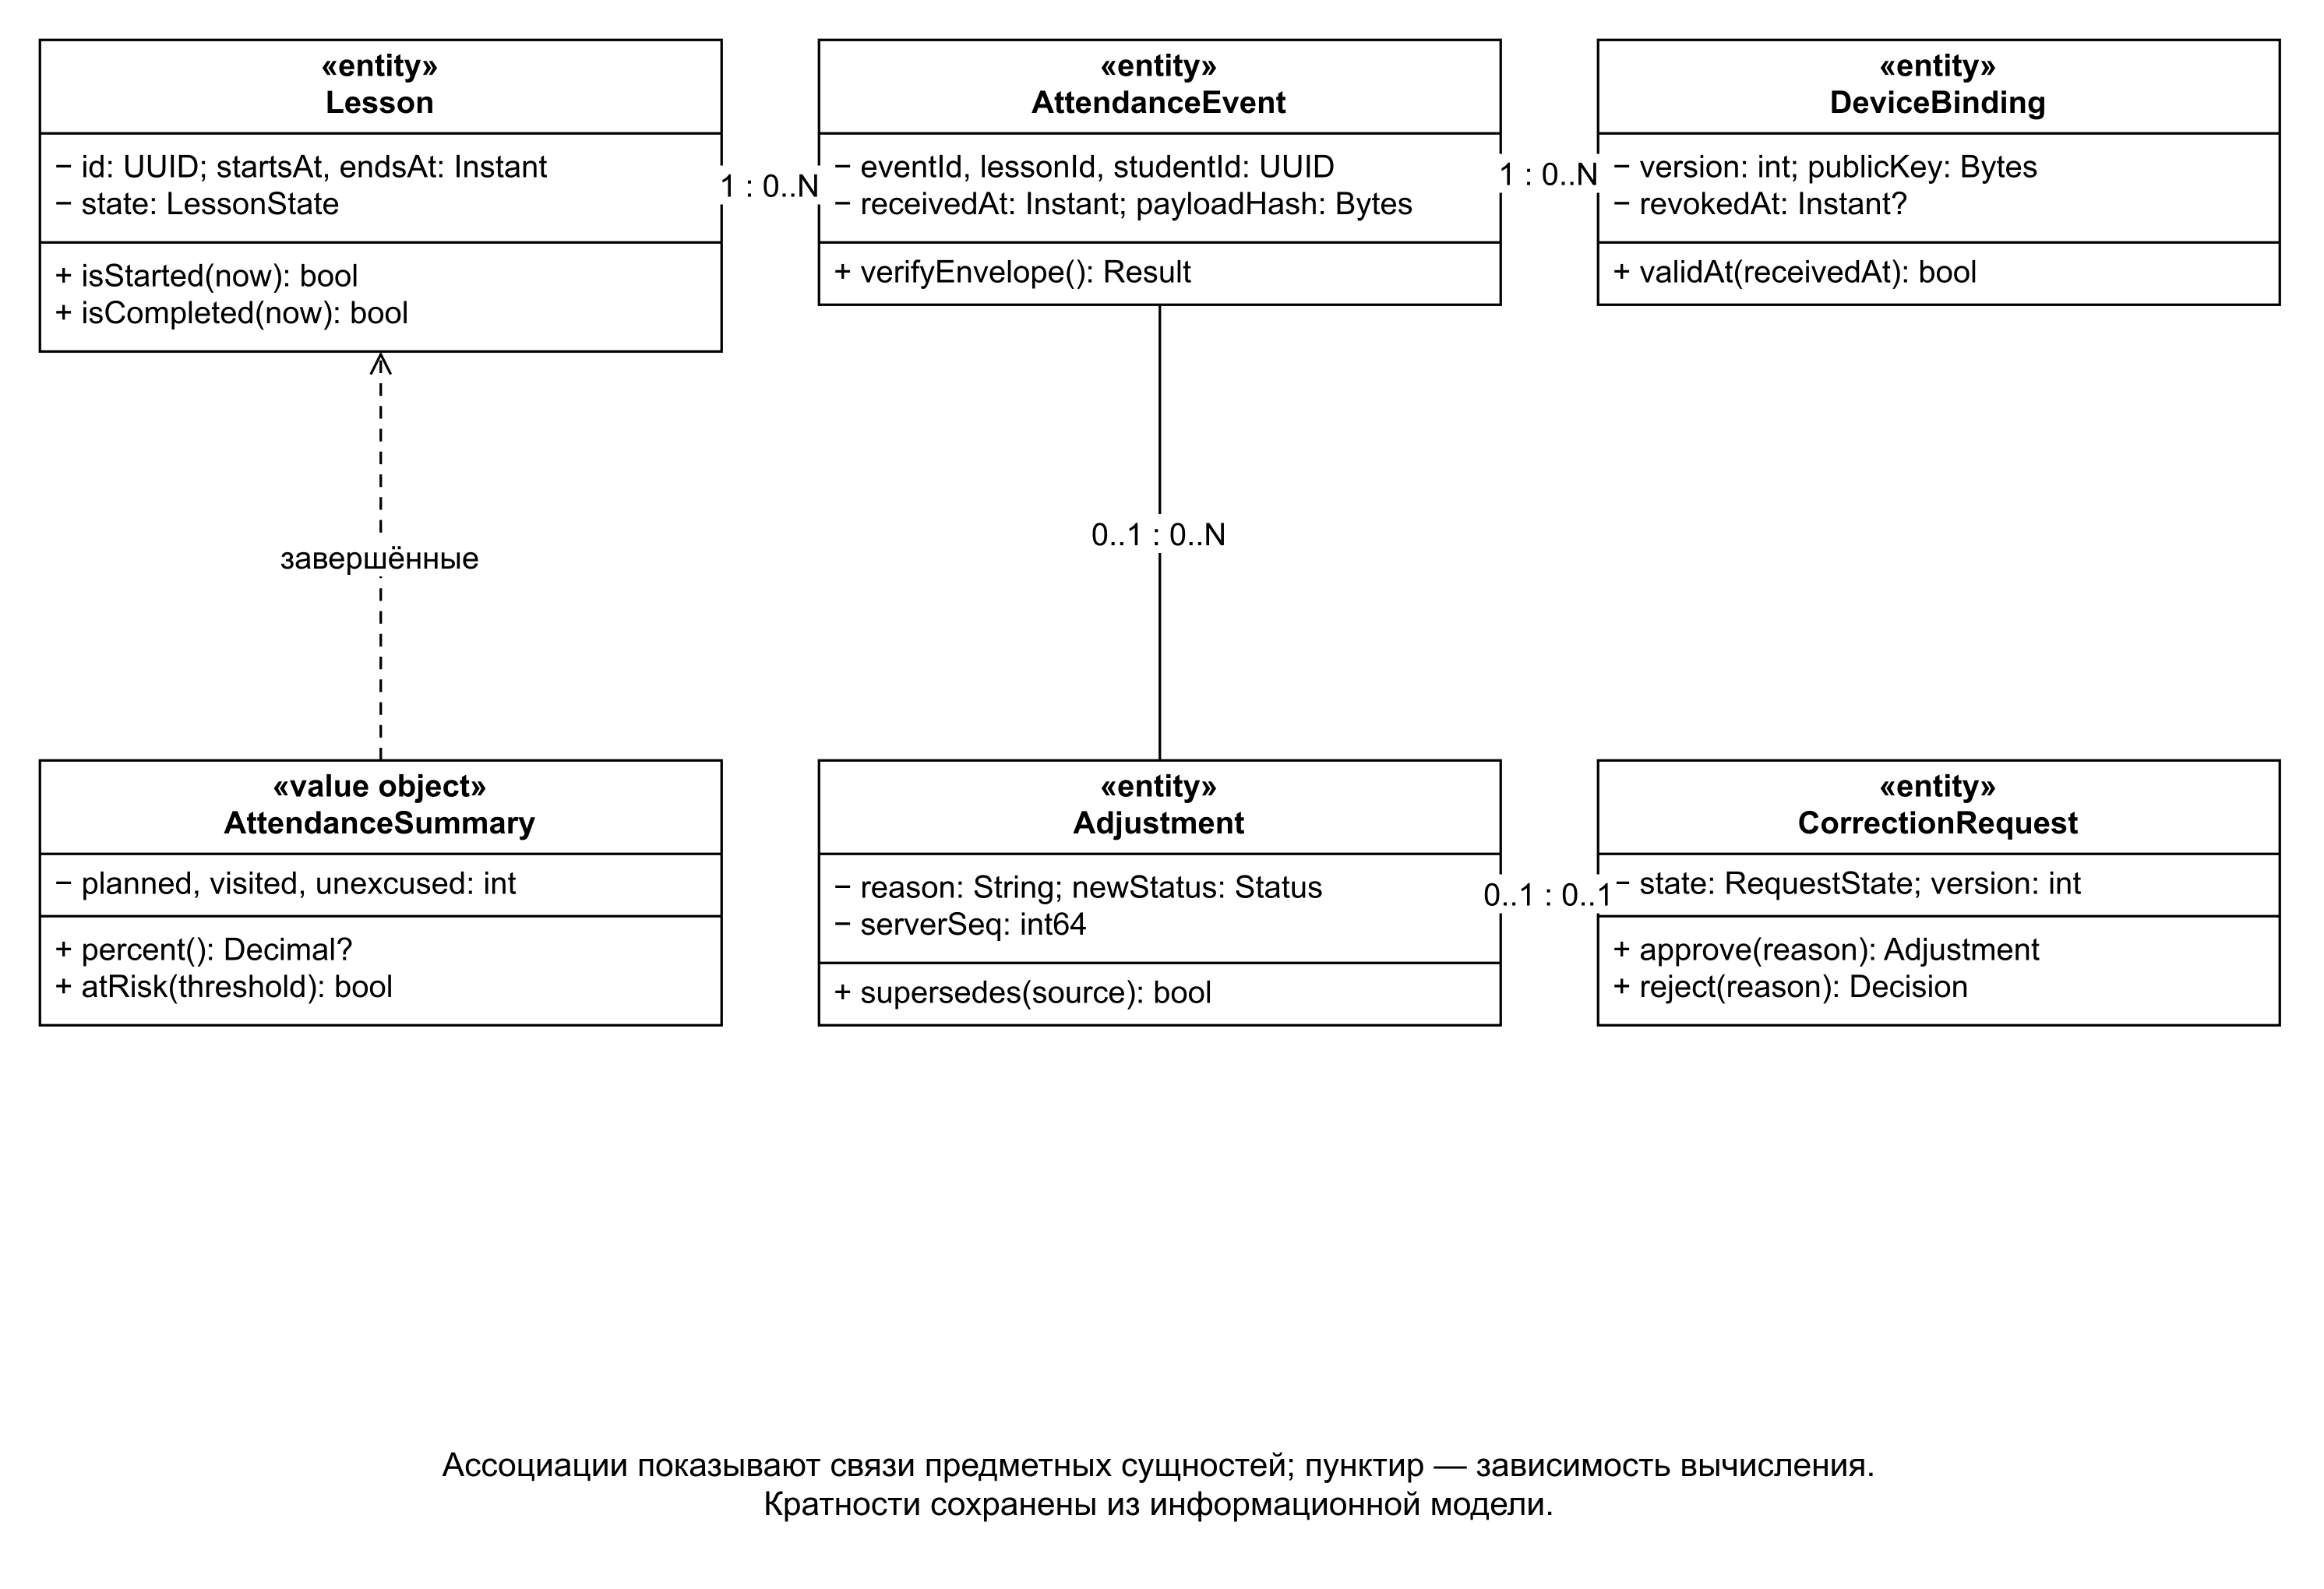 «entity»
Lesson
− id: UUID; startsAt, endsAt: Instant
− state: LessonState
+ isStarted(now): bool
+ isCompleted(now): bool
1 : 0..N
«entity»
AttendanceEvent
− eventId, lessonId, studentId: UUID
− receivedAt: Instant; payloadHash: Bytes
+ verifyEnvelope(): Result
1 : 0..N
«entity»
DeviceBinding
− version: int; publicKey: Bytes
− revokedAt: Instant?
+ validAt(receivedAt): bool
завершённые
0..1 : 0..N
«value object»
AttendanceSummary
− planned, visited, unexcused: int
+ percent(): Decimal?
+ atRisk(threshold): bool
«entity»
Adjustment
− reason: String; newStatus: Status
− serverSeq: int64
+ supersedes(source): bool
0..1 : 0..1
«entity»
CorrectionRequest
− state: RequestState; version: int
+ approve(reason): Adjustment
+ reject(reason): Decision
Ассоциации показывают связи предметных сущностей; пунктир — зависимость вычисления.
Кратности сохранены из информационной модели.